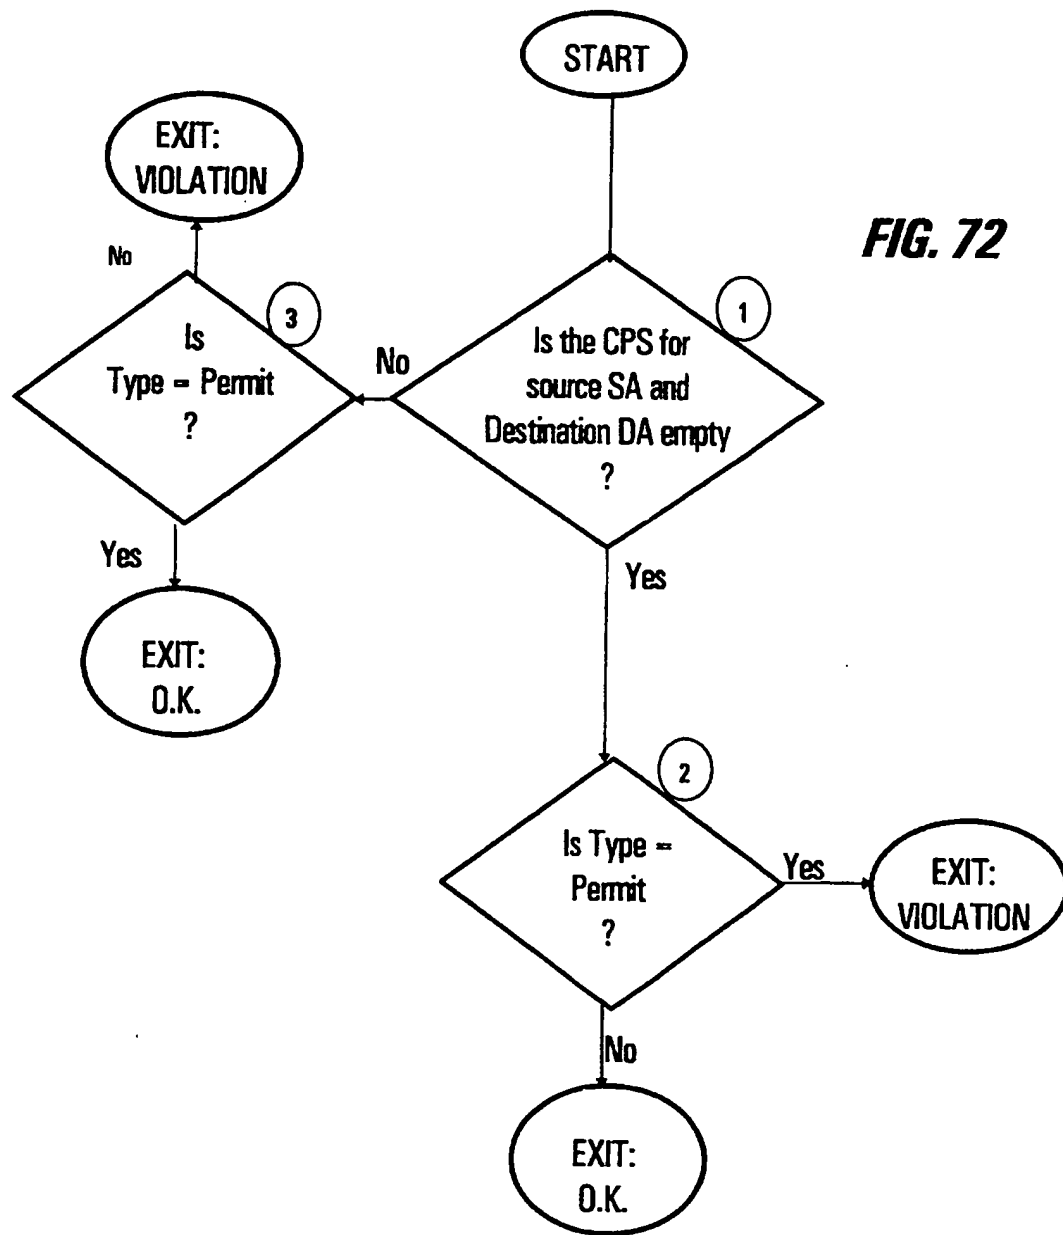 START
EXIT:
VIOLATION
FIG. 72
No
3
Is
Type = Permit
?
No
1
Is the CPS for
source SA and
Destination DA empty
?
Yes
EXIT:
O.K.
Yes
2
Is Type =
Permit
?
Yes
EXIT:
VIOLATION
No
EXIT:
O.K.